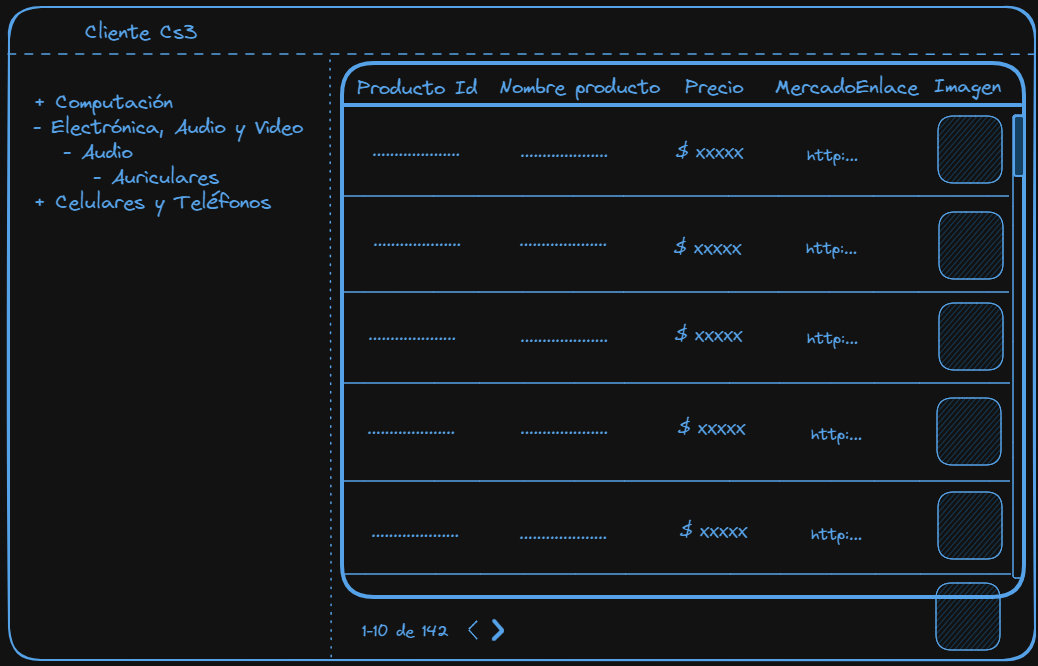 Cliente Cs3
+ Computación
- Electrónica, Audio y Video
- Audio
- Auriculares
+ Celulares y Teléfonos
Producto Id Nombre producto Precio MercadoEnlace Imagen
.................... .................... $ xxxxx http:...
.................... .................... $ xxxxx http:...
.................... .................... $ xxxxx http:...
.................... .................... $ xxxxx http:...
.................... .................... $ xxxxx http:...
1-10 de 142 < >